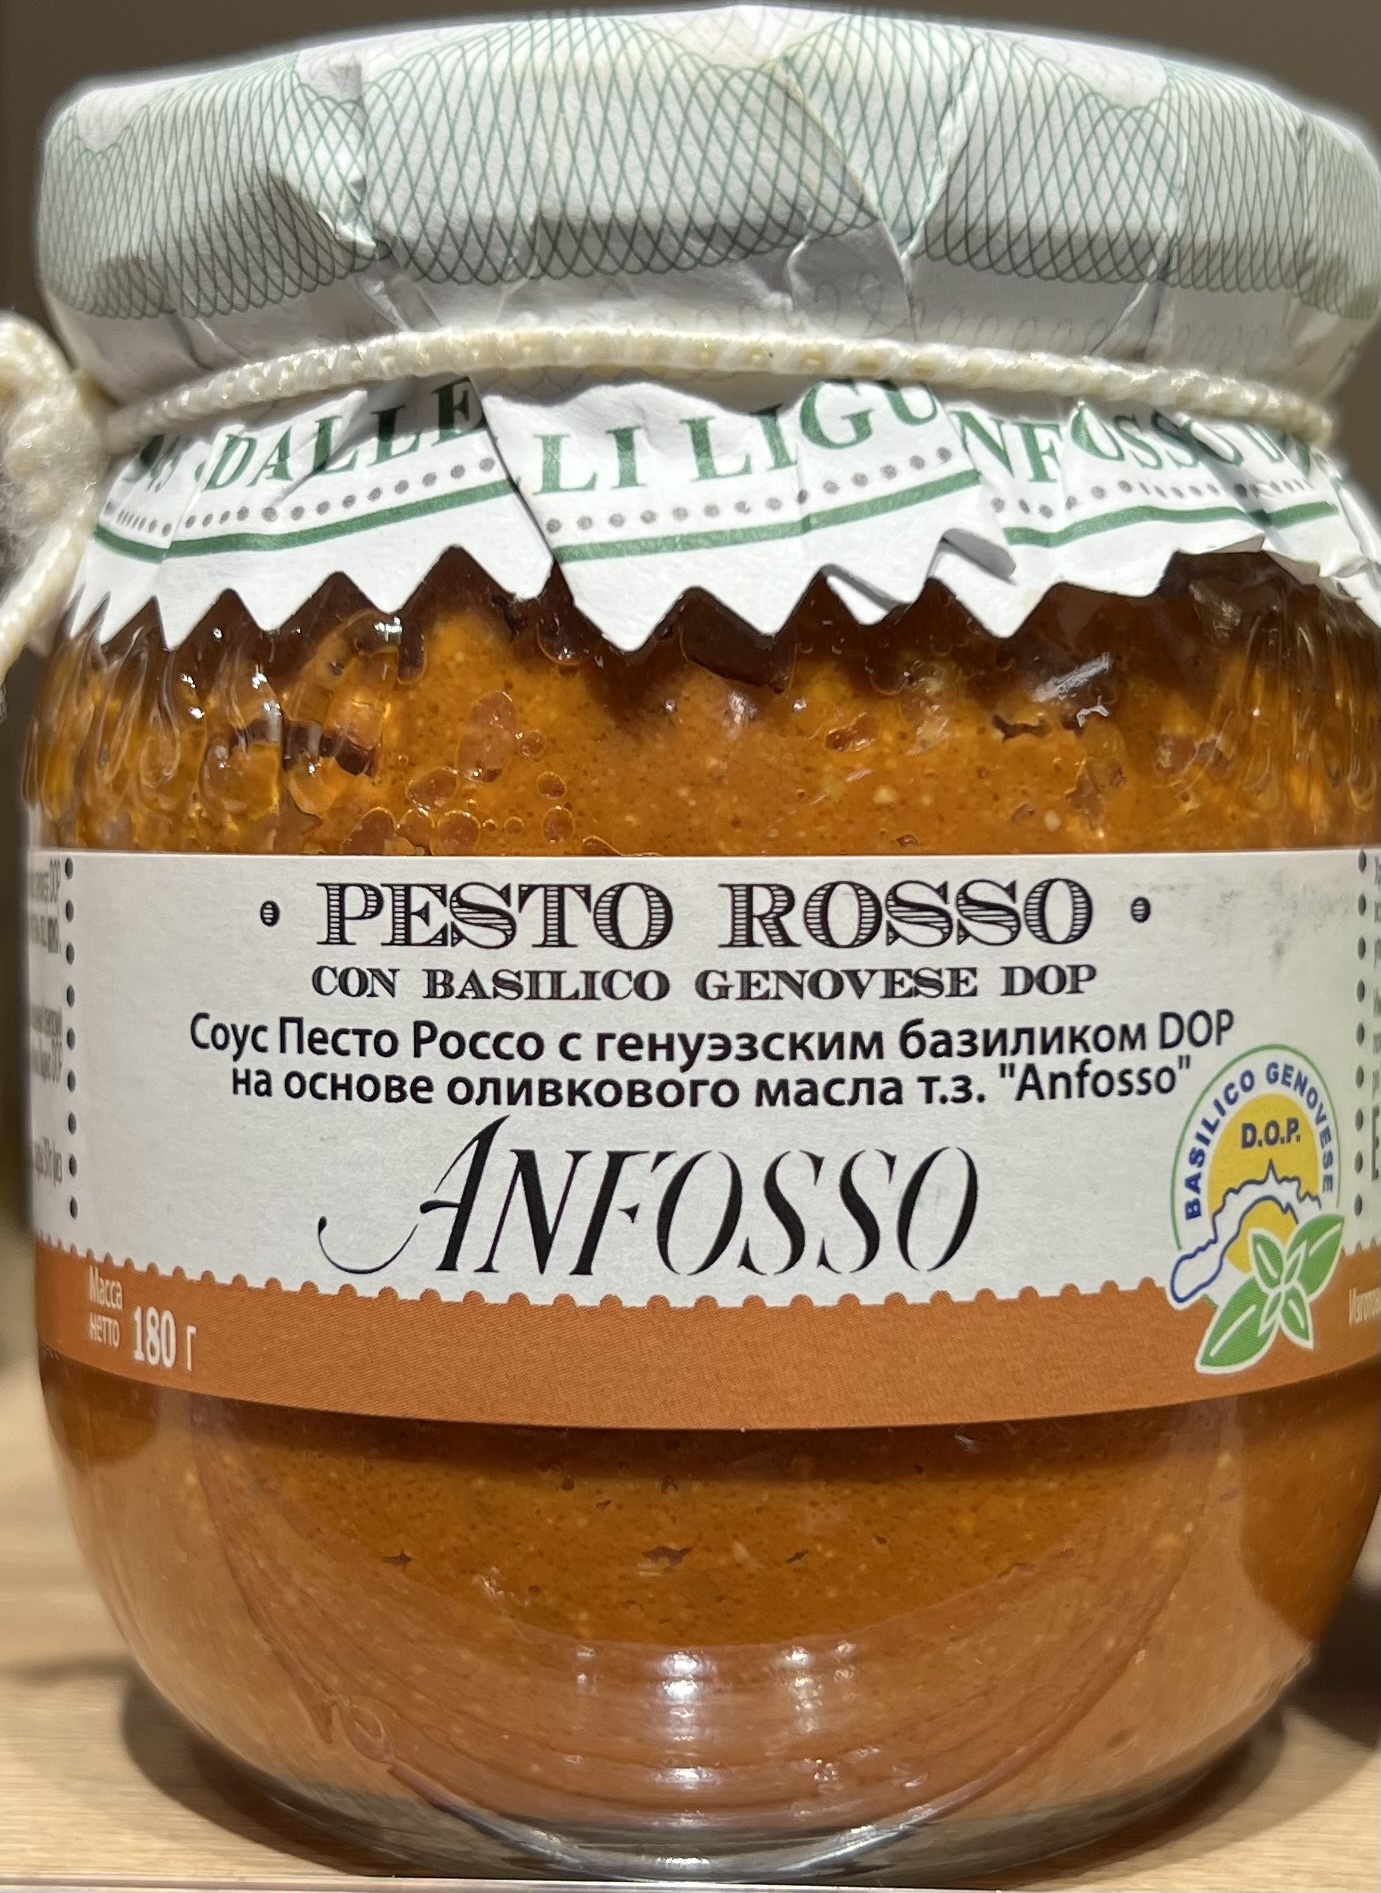 DALLE
LI LIGU
NFOSSO
• PESTO ROSSO •
CON BASILICO GENOVESE DOP
Соус Песто Россо с генуэзским базиликом DOP
на основе оливкового масла т.з. "Anfosso"
BASILICO GENOVESE
D.O.P.
ANFOSSO
Масса
нетто 180 г